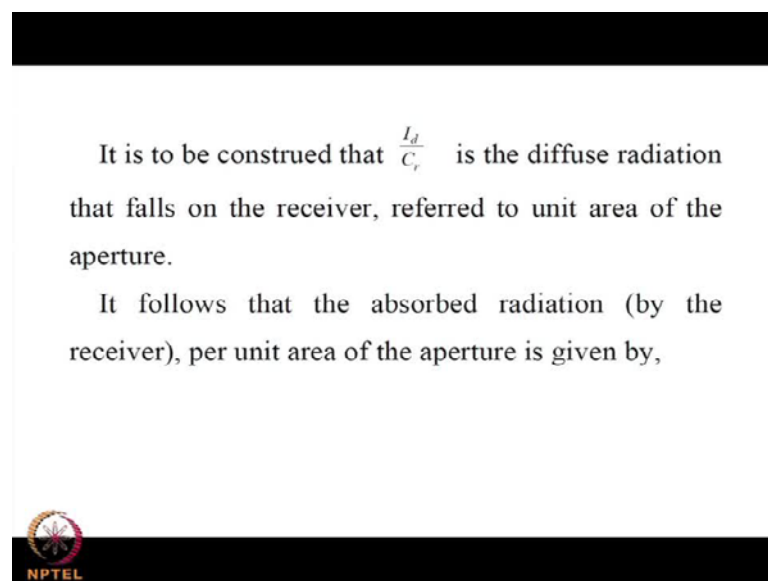 It is to be construed that I_d/C_r is the diffuse radiation
that falls on the receiver, referred to unit area of the
aperture.
It follows that the absorbed radiation (by the
receiver), per unit area of the aperture is given by,
NPTEL